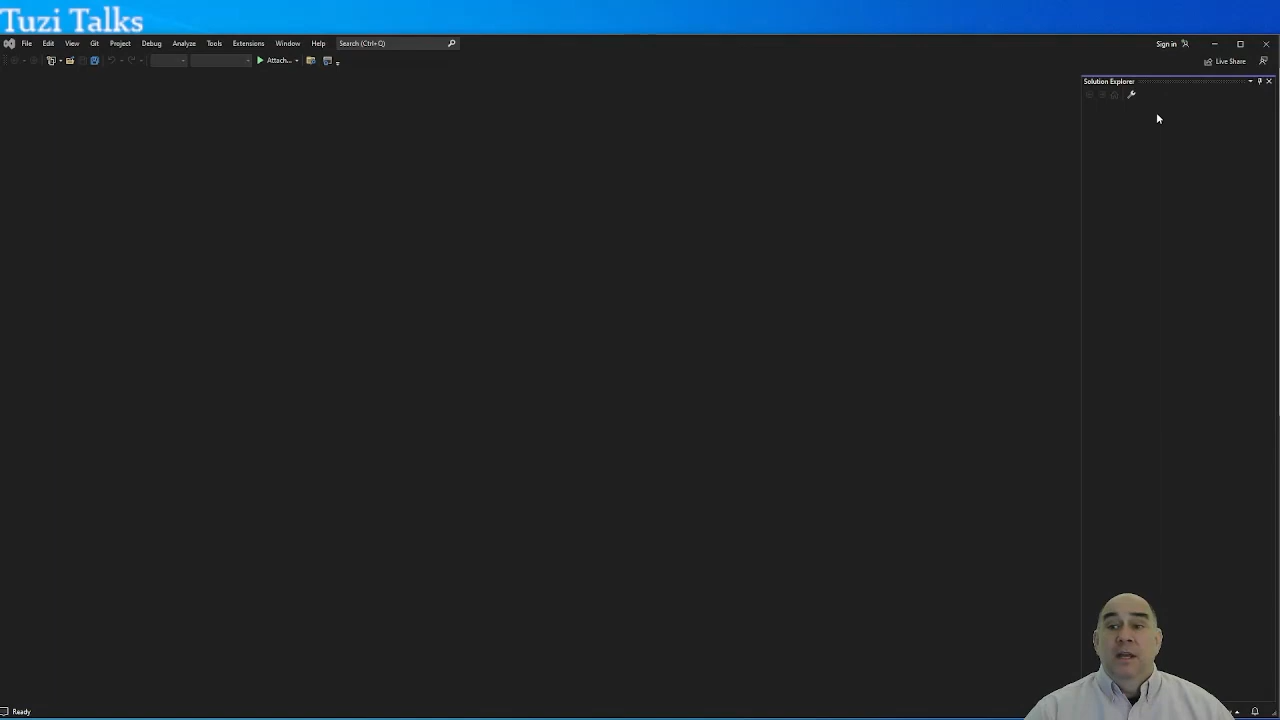 Tuzi Talks
File Edit View Git Project Debug Analyze Tools Extensions Window Help Search (Ctrl+Q) Sign in
Attach... Live Share
Solution Explorer
Ready